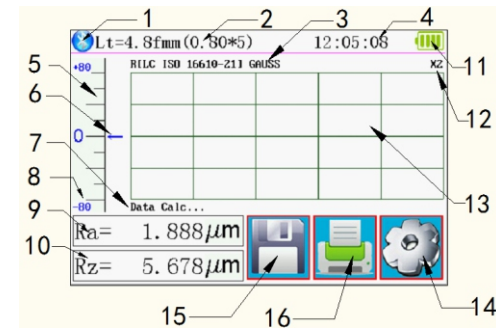 1 2 3 4
Lt=4.8fmm(0.80*5) 12:05:08
5 +80 RILC ISO 16610-21] GAUSS XZ 11
6 0 12
7 13
8 -80 Data Calc...
9 Ra= 1.888μm
10 Rz= 5.678μm
15 16 14